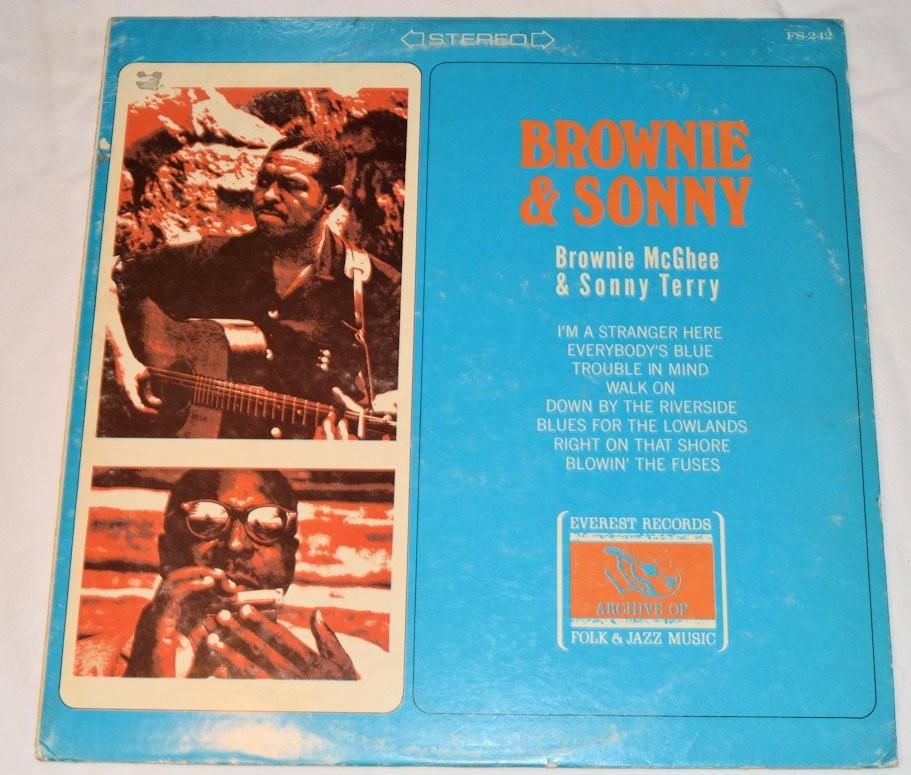 STEREO
FS-242
BROWNIE
& SONNY
Brownie McGhee
& Sonny Terry
I'M A STRANGER HERE
EVERYBODY'S BLUE
TROUBLE IN MIND
WALK ON
DOWN BY THE RIVERSIDE
BLUES FOR THE LOWLANDS
RIGHT ON THAT SHORE
BLOWIN' THE FUSES
EVEREST RECORDS
ARCHIVE OF
FOLK & JAZZ MUSIC